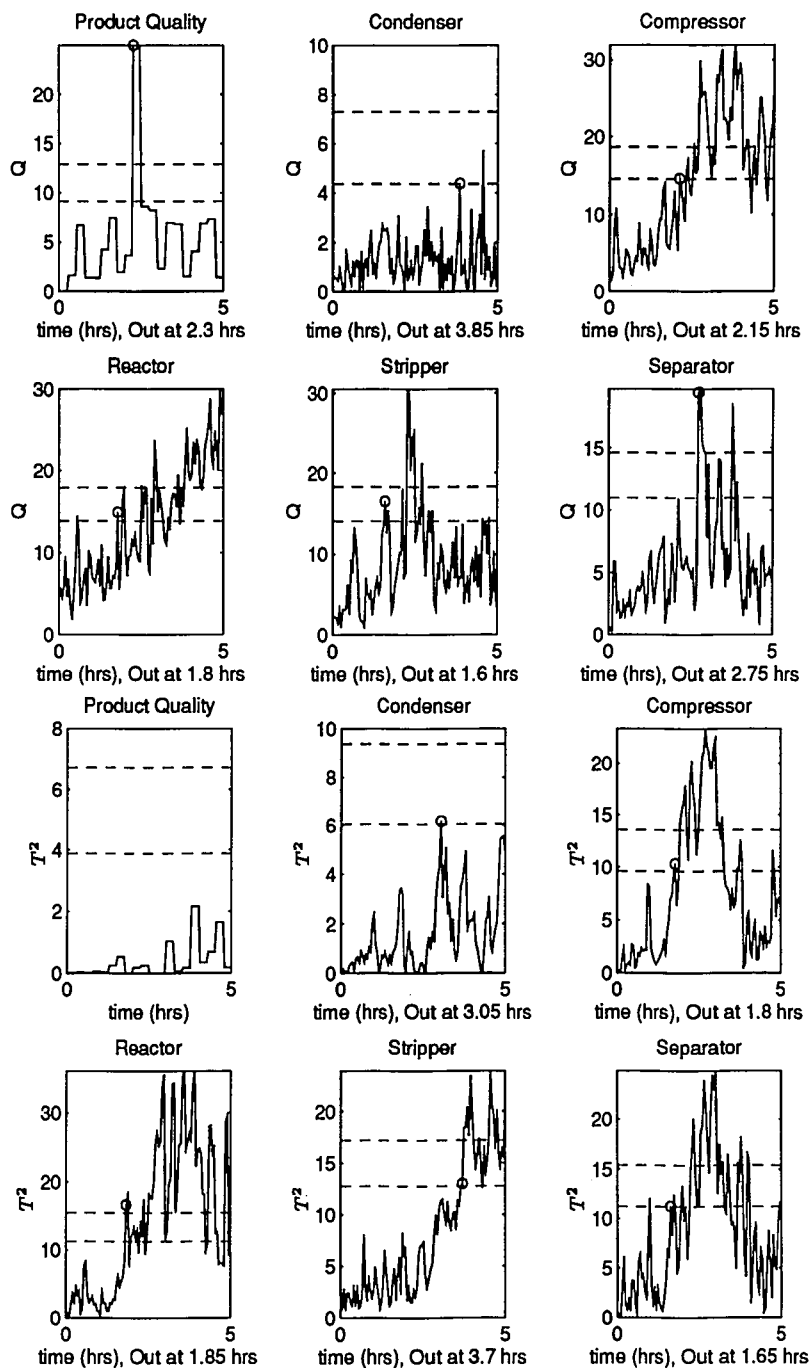 Product Quality
Condenser
Compressor
Q
20
15
10
5
0
0
5
time (hrs), Out at 2.3 hrs
10
8
6
4
2
0
0
5
time (hrs), Out at 3.85 hrs
30
20
10
0
0
5
time (hrs), Out at 2.15 hrs
Reactor
Stripper
Separator
Q
30
20
10
0
0
5
time (hrs), Out at 1.8 hrs
Q
30
25
20
15
10
5
0
0
5
time (hrs), Out at 1.6 hrs
Q
15
10
5
0
0
5
time (hrs), Out at 2.75 hrs
Product Quality
Condenser
Compressor
T²
8
6
4
2
0
0
5
time (hrs)
T²
10
8
6
4
2
0
0
5
time (hrs), Out at 3.05 hrs
T²
20
15
10
5
0
0
5
time (hrs), Out at 1.8 hrs
Reactor
Stripper
Separator
T²
30
20
10
0
0
5
time (hrs), Out at 1.85 hrs
T²
20
15
10
5
0
0
5
time (hrs), Out at 3.7 hrs
T²
20
15
10
5
0
0
5
time (hrs), Out at 1.65 hrs